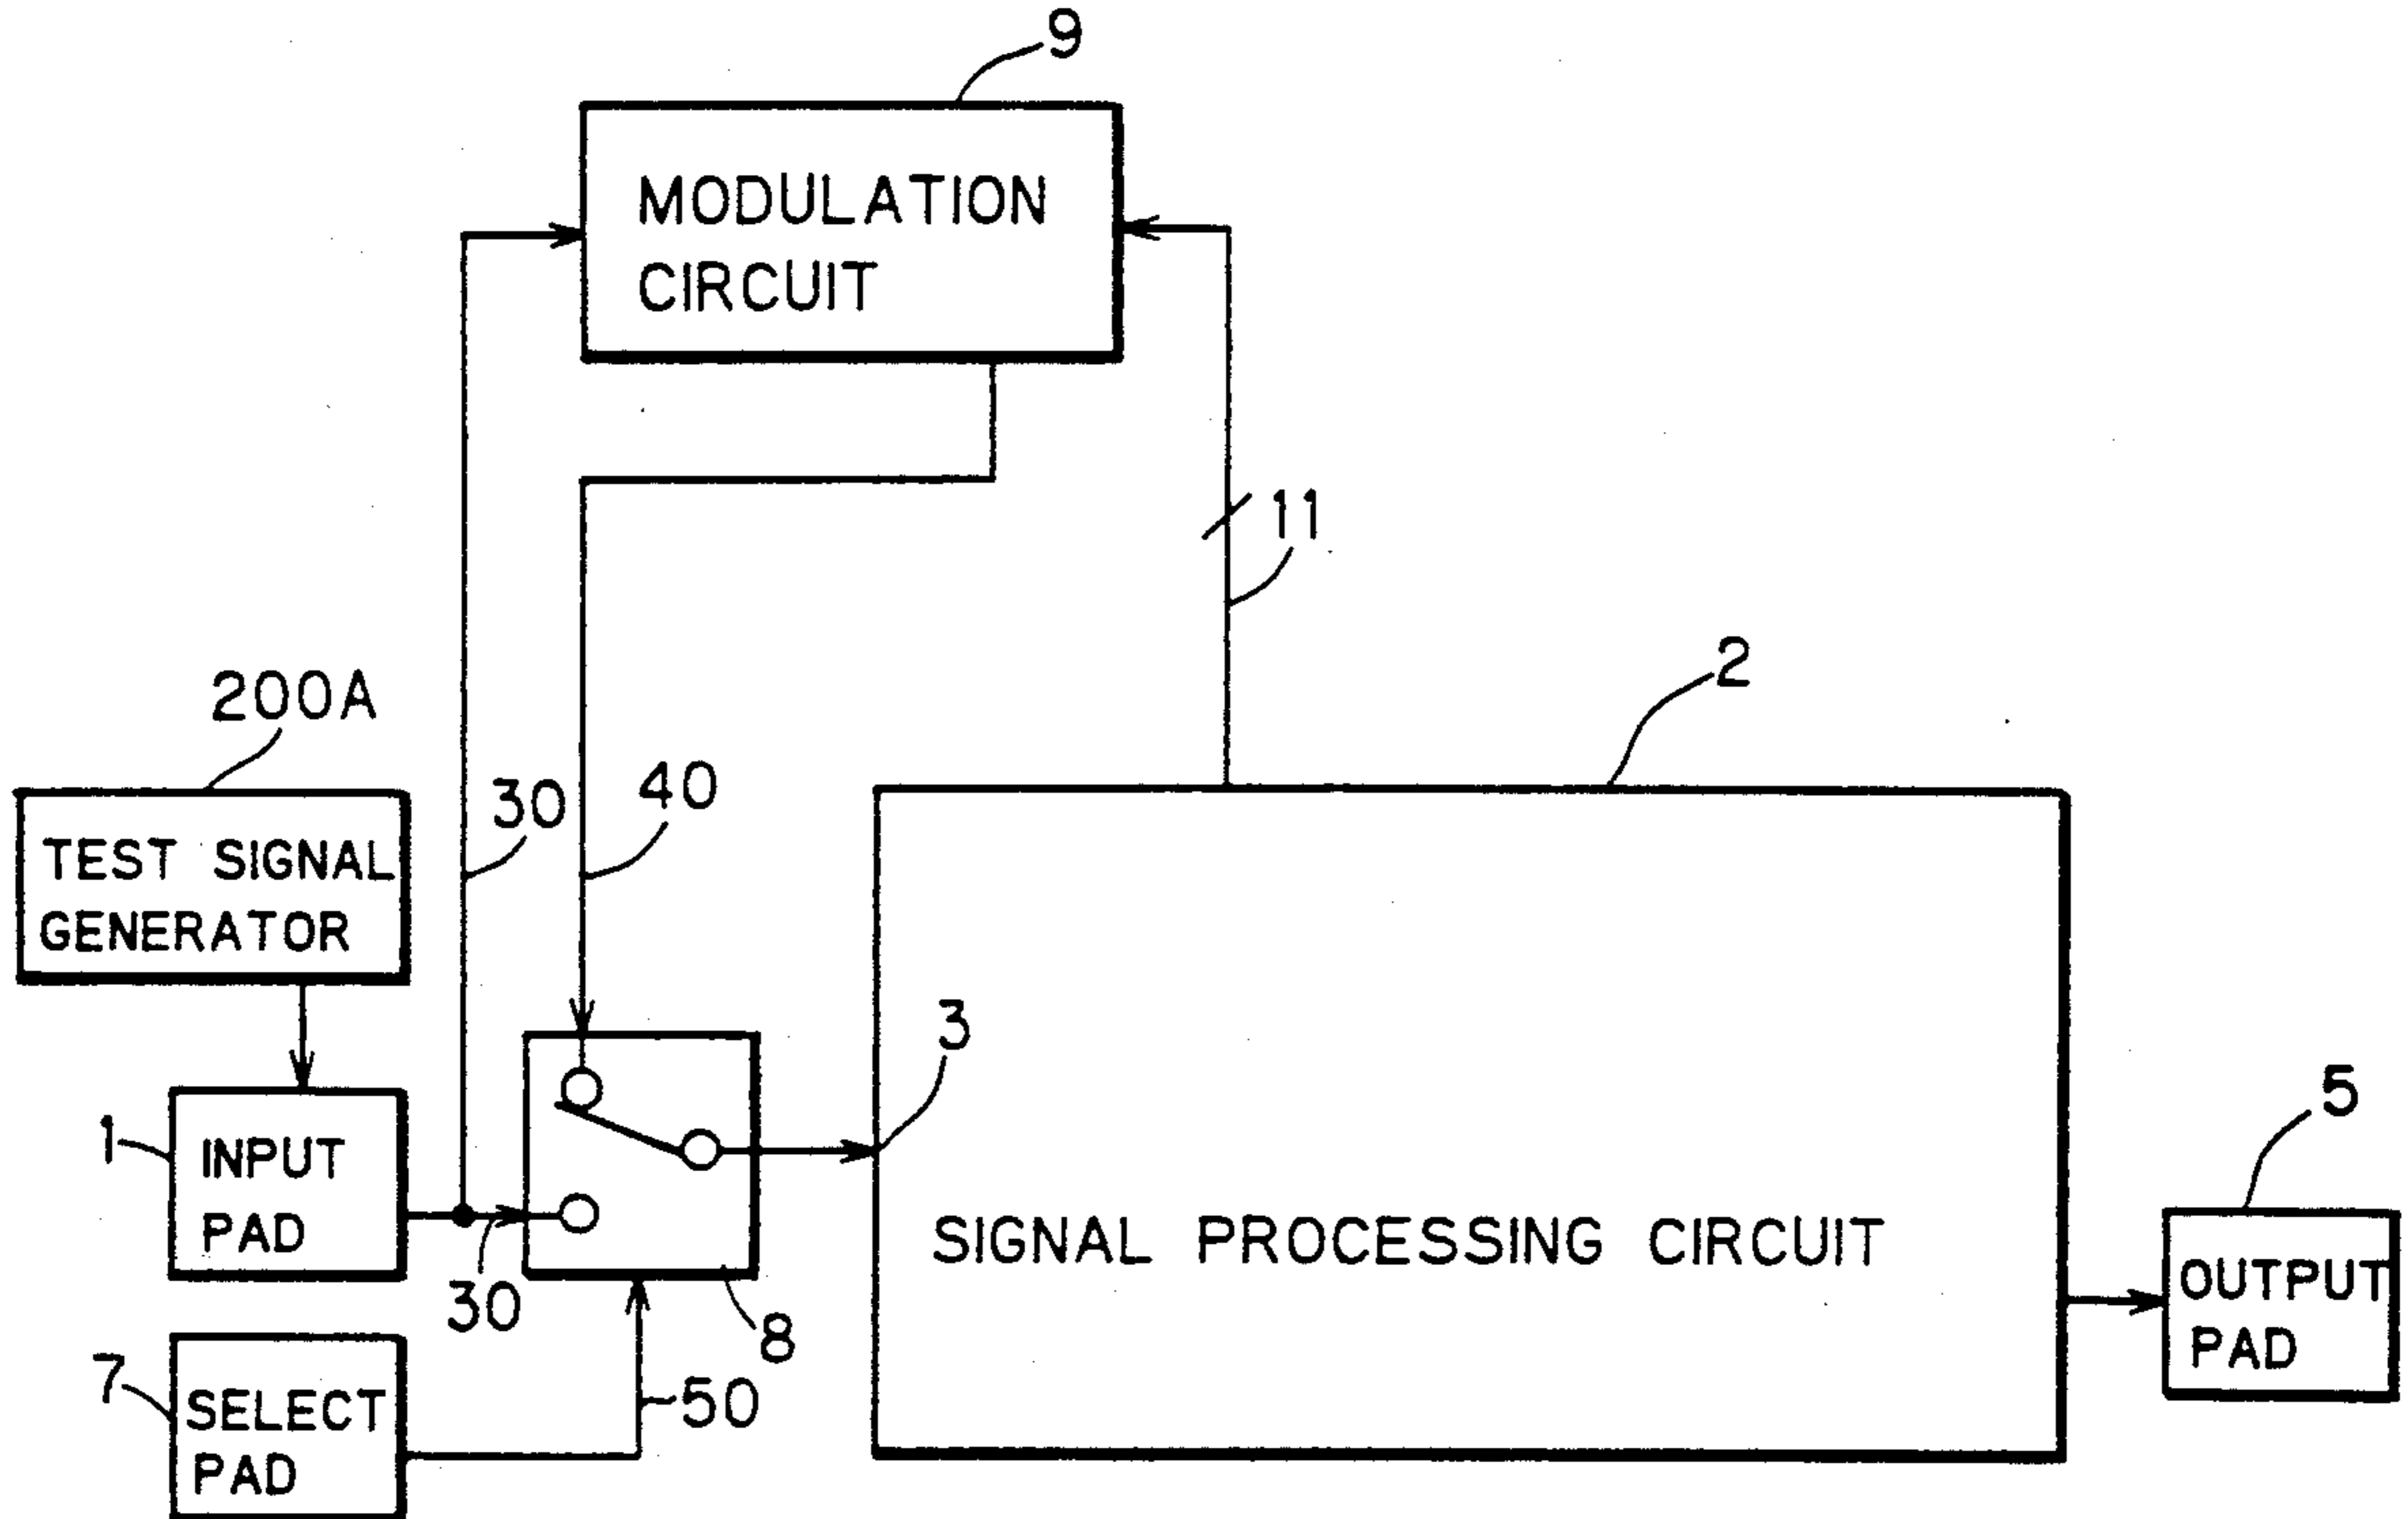 9
MODULATION
CIRCUIT
11
2
200A
30
40
TEST SIGNAL
GENERATOR
3
5
1
INPUT
PAD
SIGNAL PROCESSING CIRCUIT
OUTPUT
PAD
30
8
7
SELECT
PAD
50